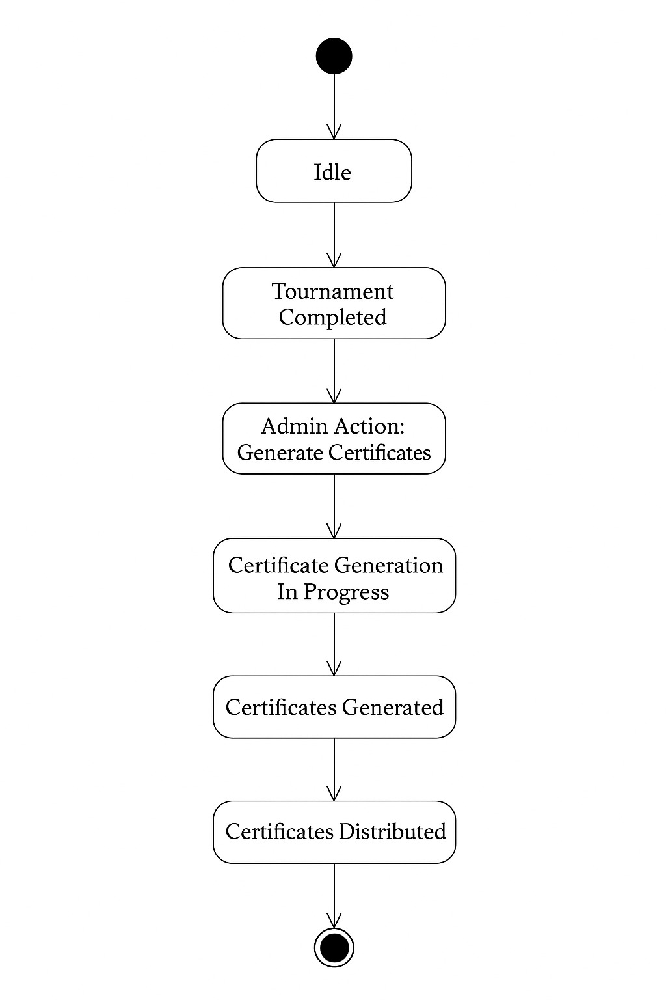 Idle
Tournament
Completed
Admin Action:
Generate Certificates
Certificate Generation
In Progress
Certificates Generated
Certificates Distributed